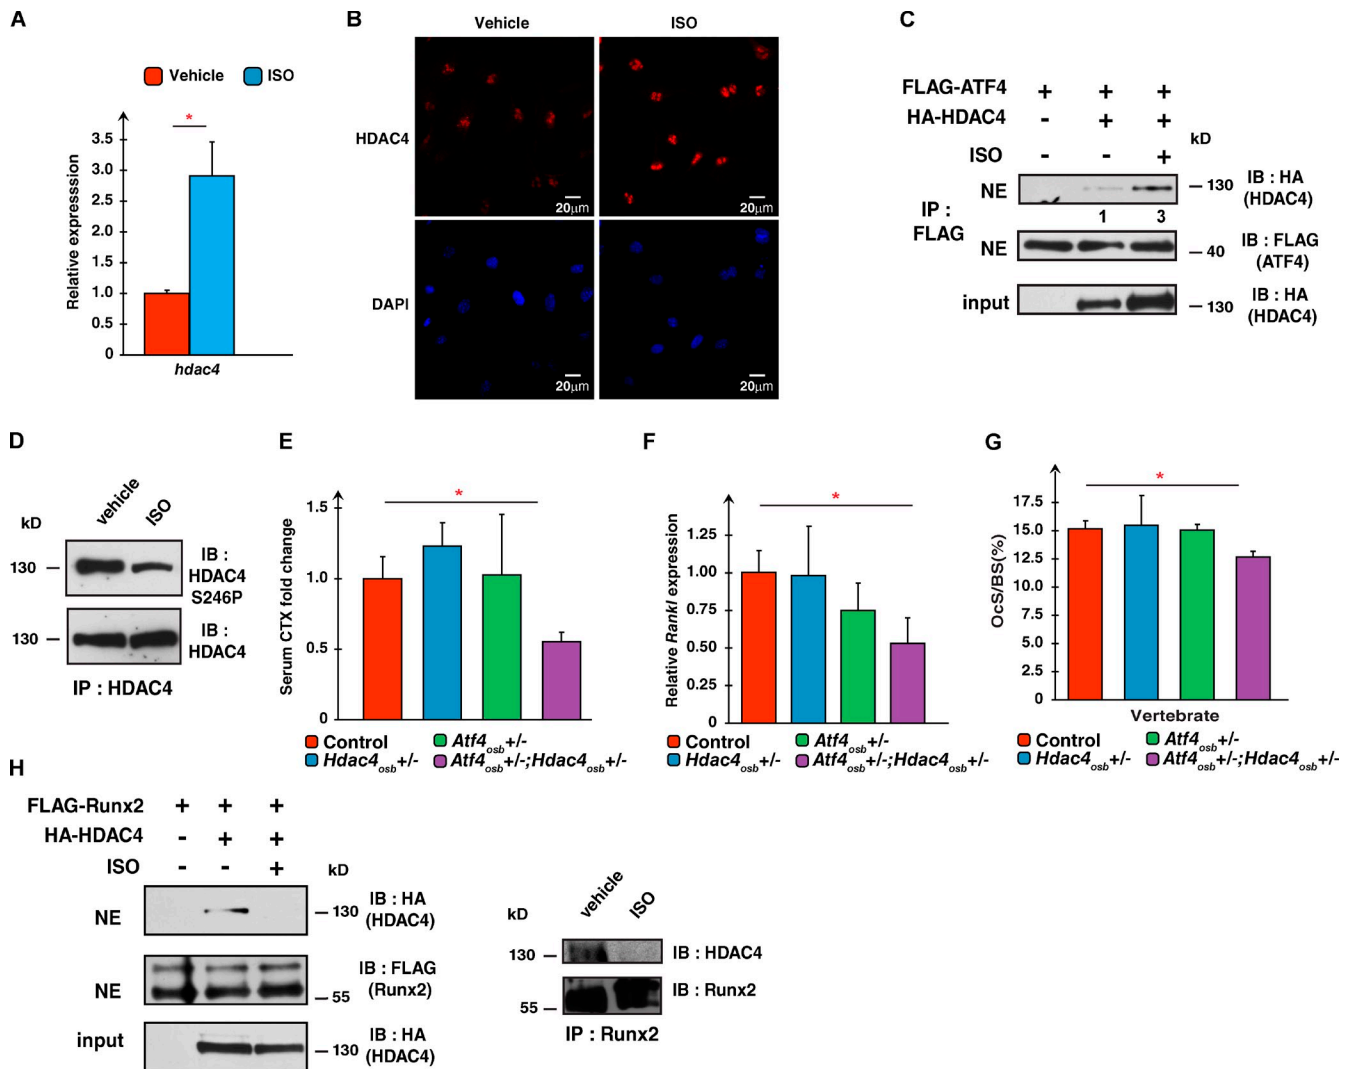 A
Vehicle ISO
*
3.5
3.0
2.5
2.0
1.5
1.0
0.5
0
Relative expresssion
hdac4
B
Vehicle ISO
HDAC4
20µm 20µm
DAPI
20µm 20µm
C
FLAG-ATF4 + + +
HA-HDAC4 - + +
ISO - - +
kD
IP :
FLAG
NE
130
IB : HA
(HDAC4)
1 3
NE
40
IB : FLAG
(ATF4)
input
130
IB : HA
(HDAC4)
D
kD
vehicle
ISO
130
IB :
HDAC4
S246P
130
IB :
HDAC4
IP : HDAC4
E
*
1.5
1.0
0.5
0
Serum CTX fold change
Control Atf4osb+/-
Hdac4osb+/- Atf4osb+/-;Hdac4osb+/-
F
*
1.25
1.00
0.75
0.50
0.25
0
Relative Rankl expression
Control Atf4osb+/-
Hdac4osb+/- Atf4osb+/-;Hdac4osb+/-
G
*
17.5
15.0
12.5
10.0
7.5
5.0
2.5
0
OcS/BS(%)
Vertebrate
Control Atf4osb+/-
Hdac4osb+/- Atf4osb+/-;Hdac4osb+/-
H
FLAG-Runx2 + + +
HA-HDAC4 - + +
ISO - - +
kD
NE
130
IB : HA
(HDAC4)
NE
55
IB : FLAG
(Runx2)
input
130
IB : HA
(HDAC4)
kD
vehicle
ISO
130
IB : HDAC4
55
IB : Runx2
IP : Runx2